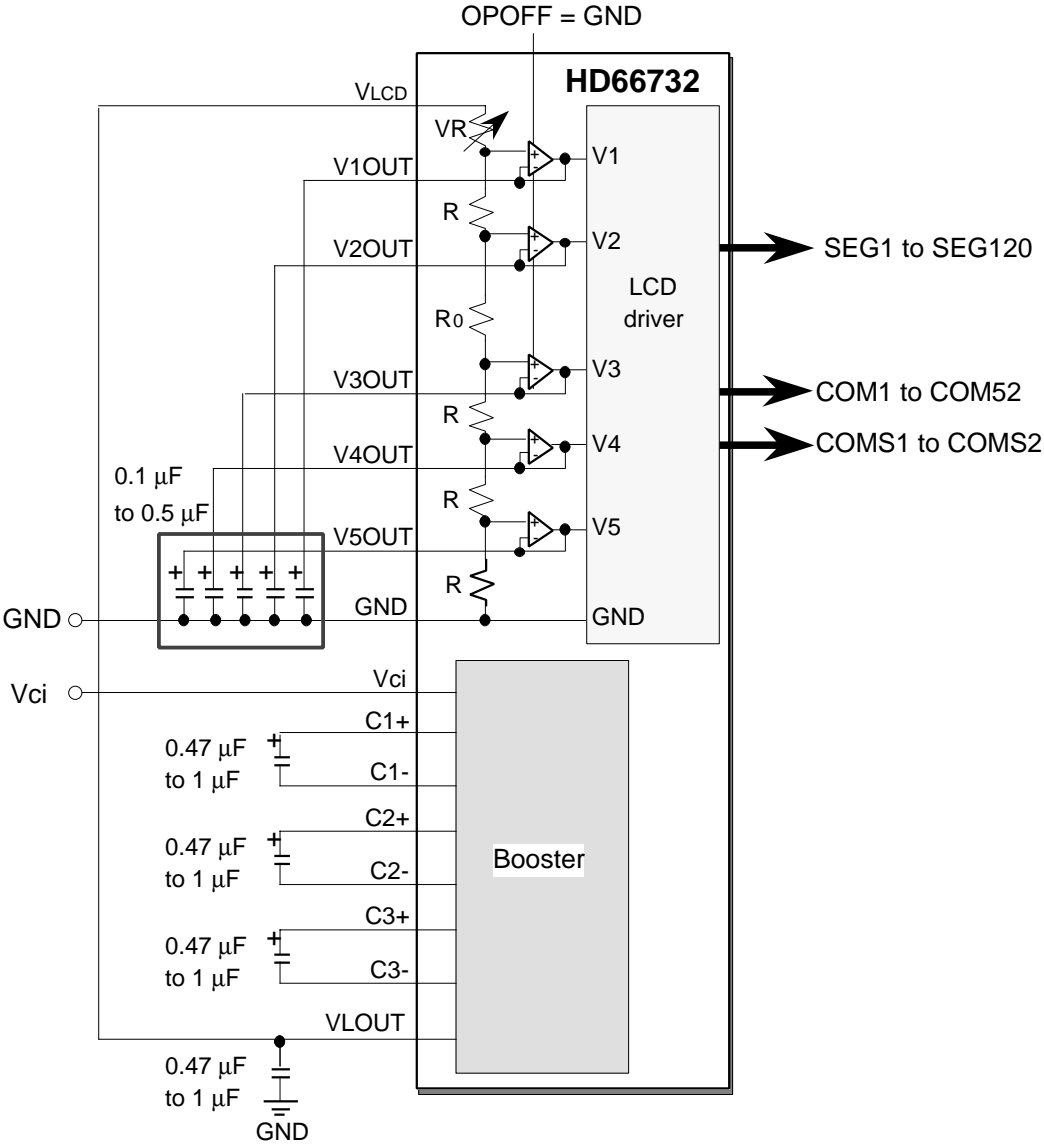 OPOFF = GND
HD66732
VLCD
VR
+
-
V1
V1OUT
R
+
-
V2
V2OUT
SEG1 to SEG120
LCD
driver
R0
+
-
V3
V3OUT
COM1 to COM52
R
+
-
V4
COMS1 to COMS2
V4OUT
0.1 μF
to 0.5 μF
R
+
-
V5
V5OUT
+ + + + +
R
GND
GND
GND
Vci
Vci
C1+
0.47 μF
to 1 μF
+
C1-
C2+
0.47 μF
to 1 μF
+
C2-
Booster
C3+
0.47 μF
to 1 μF
+
C3-
VLOUT
0.47 μF
to 1 μF
GND